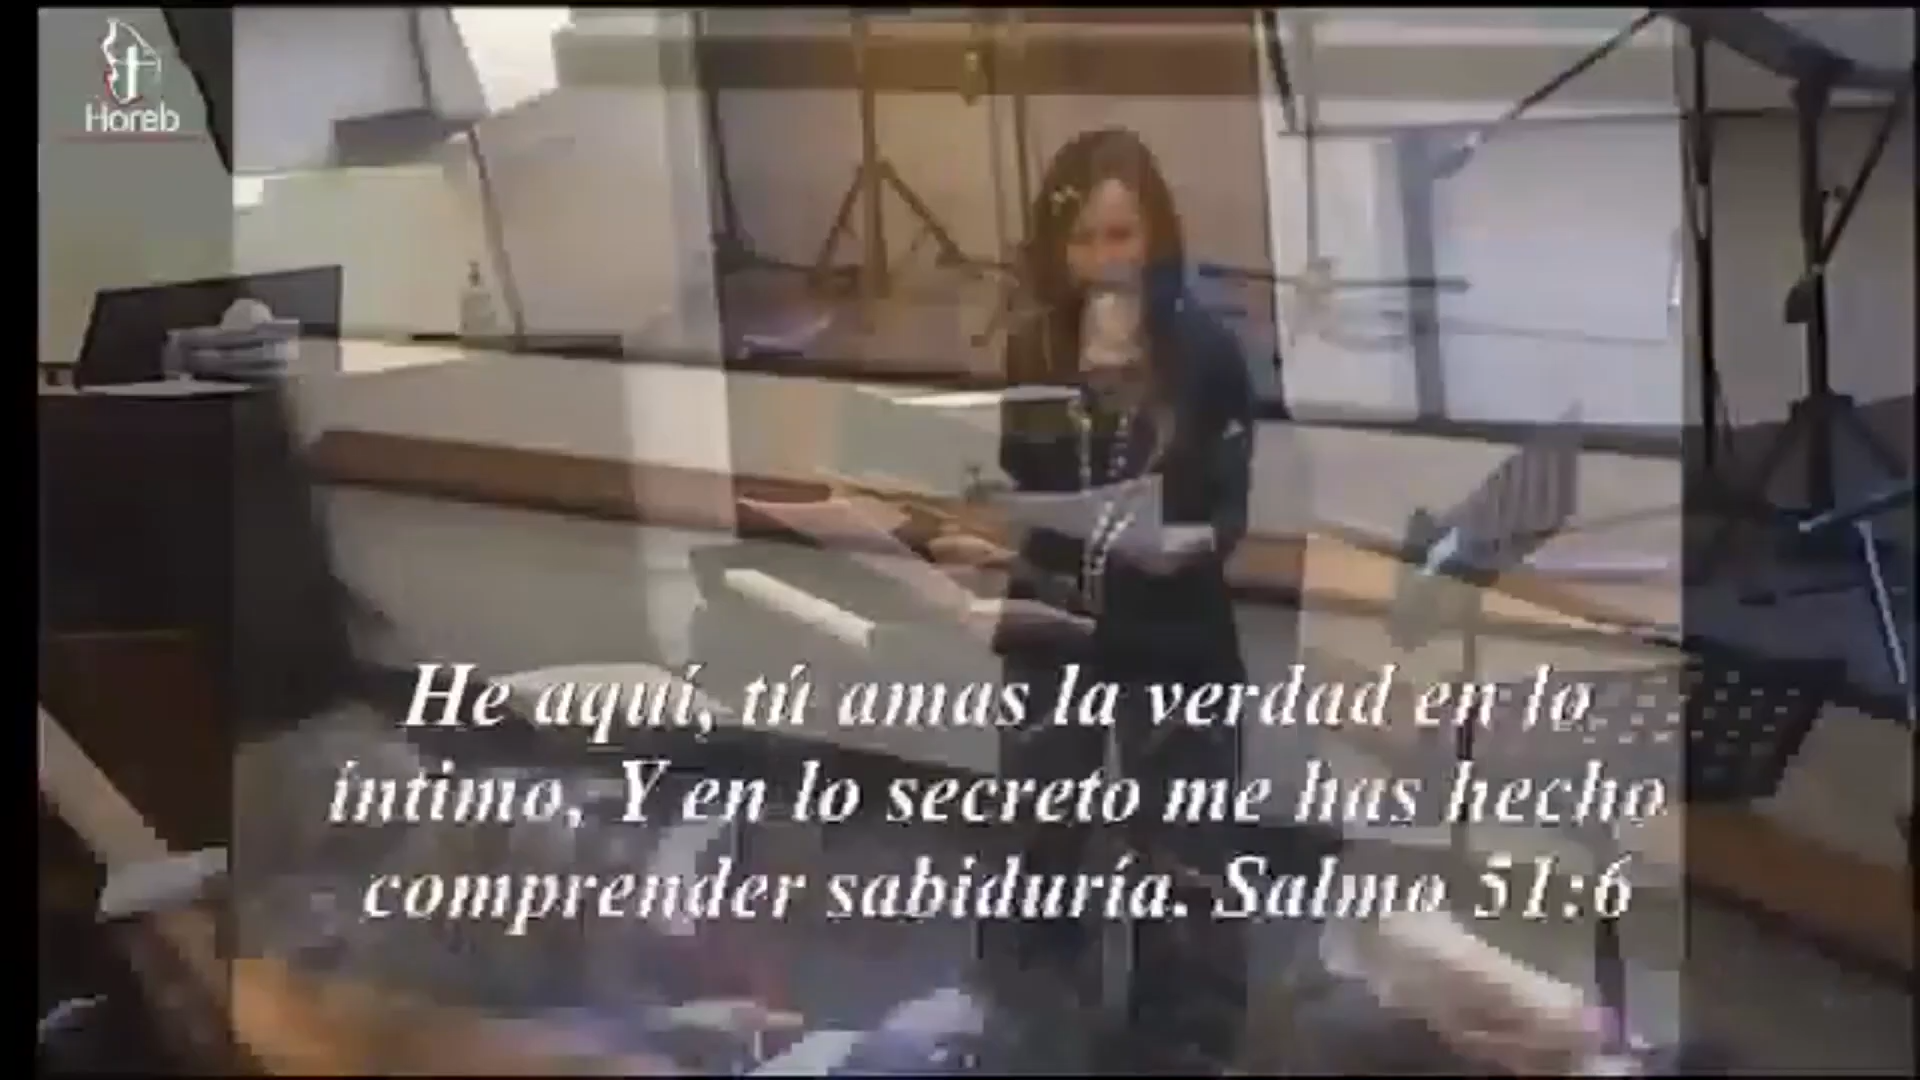 Horeb
He aquí, tú amas la verdad en lo
íntimo, Y en lo secreto me has hecho
comprender sabiduría. Salmo 51:6